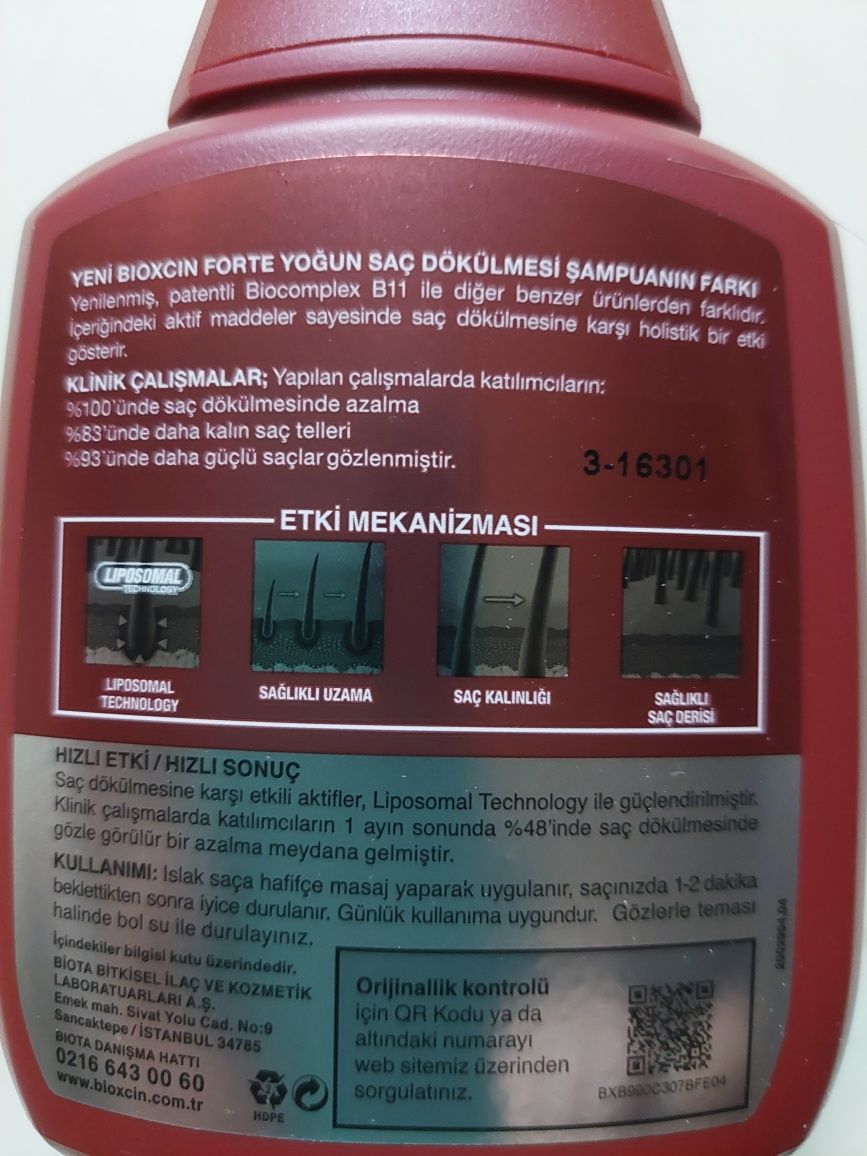 YENİ BIOXCIN FORTE YOĞUN SAÇ DÖKÜLMESİ ŞAMPUANIN FARKI
Yenilenmiş, patentli Biocomplex B11 ile diğer benzer ürünlerden farklıdır.
İçeriğindeki aktif maddeler sayesinde saç dökülmesine karşı holistik bir etki
gösterir.
KLİNİK ÇALIŞMALAR; Yapılan çalışmalarda katılımcıların:
%100'ünde saç dökülmesinde azalma
%83'ünde daha kalın saç telleri
%93'ünde daha güçlü saçlar gözlenmiştir.
3-16301
ETKİ MEKANİZMASI
LIPOSOMAL
TECHNOLOGY
LIPOSOMAL
TECHNOLOGY
SAĞLIKLI UZAMA
SAÇ KALINLIĞI
SAĞLIKLI
SAÇ DERİSİ
HIZLI ETKİ / HIZLI SONUÇ
Saç dökülmesine karşı etkili aktifler, Liposomal Technology ile güçlendirilmiştir.
Klinik çalışmalarda katılımcıların 1 ayın sonunda %48'inde saç dökülmesinde
gözle görülür bir azalma meydana gelmiştir.
KULLANIMI: Islak saça hafifçe masaj yaparak uygulanır, saçınızda 1-2 dakika
beklettikten sonra iyice durulanır. Günlük kullanıma uygundur. Gözlerle teması
halinde bol su ile durulayınız.
İçindekiler bilgisi kutu üzerindedir.
BİOTA BİTKİSEL İLAÇ VE KOZMETİK
LABORATUARLARI A.Ş.
Emek mah. Sivat Yolu Cad. No:9
Sancaktepe / İSTANBUL 34785
BIOTA DANIŞMA HATTI
0216 643 00 60
www.bioxcin.com.tr
2
HDPE
Orijinallik kontrolü
için QR Kodu ya da
altındaki numarayı
web sitemiz üzerinden
sorgulatınız.
BXB990C307BFE04